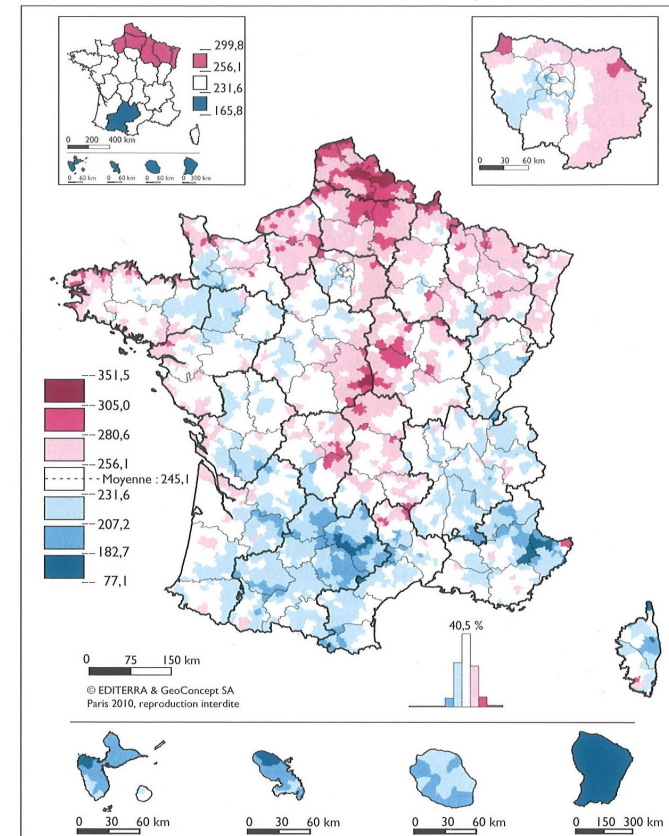 299,8
256,1
231,6
165,8
0 200 400 km
0 60 km
0 60 km
0 60 km
0 300 km
0 30 60 km
351,5
305,0
280,6
256,1
Moyenne : 245,1
231,6
207,2
182,7
77,1
40,5 %
0 75 150 km
© EDITERRA & GeoConcept SA
Paris 2010, reproduction interdite
0 30 60 km
0 30 60 km
0 30 60 km
0 150 300 km